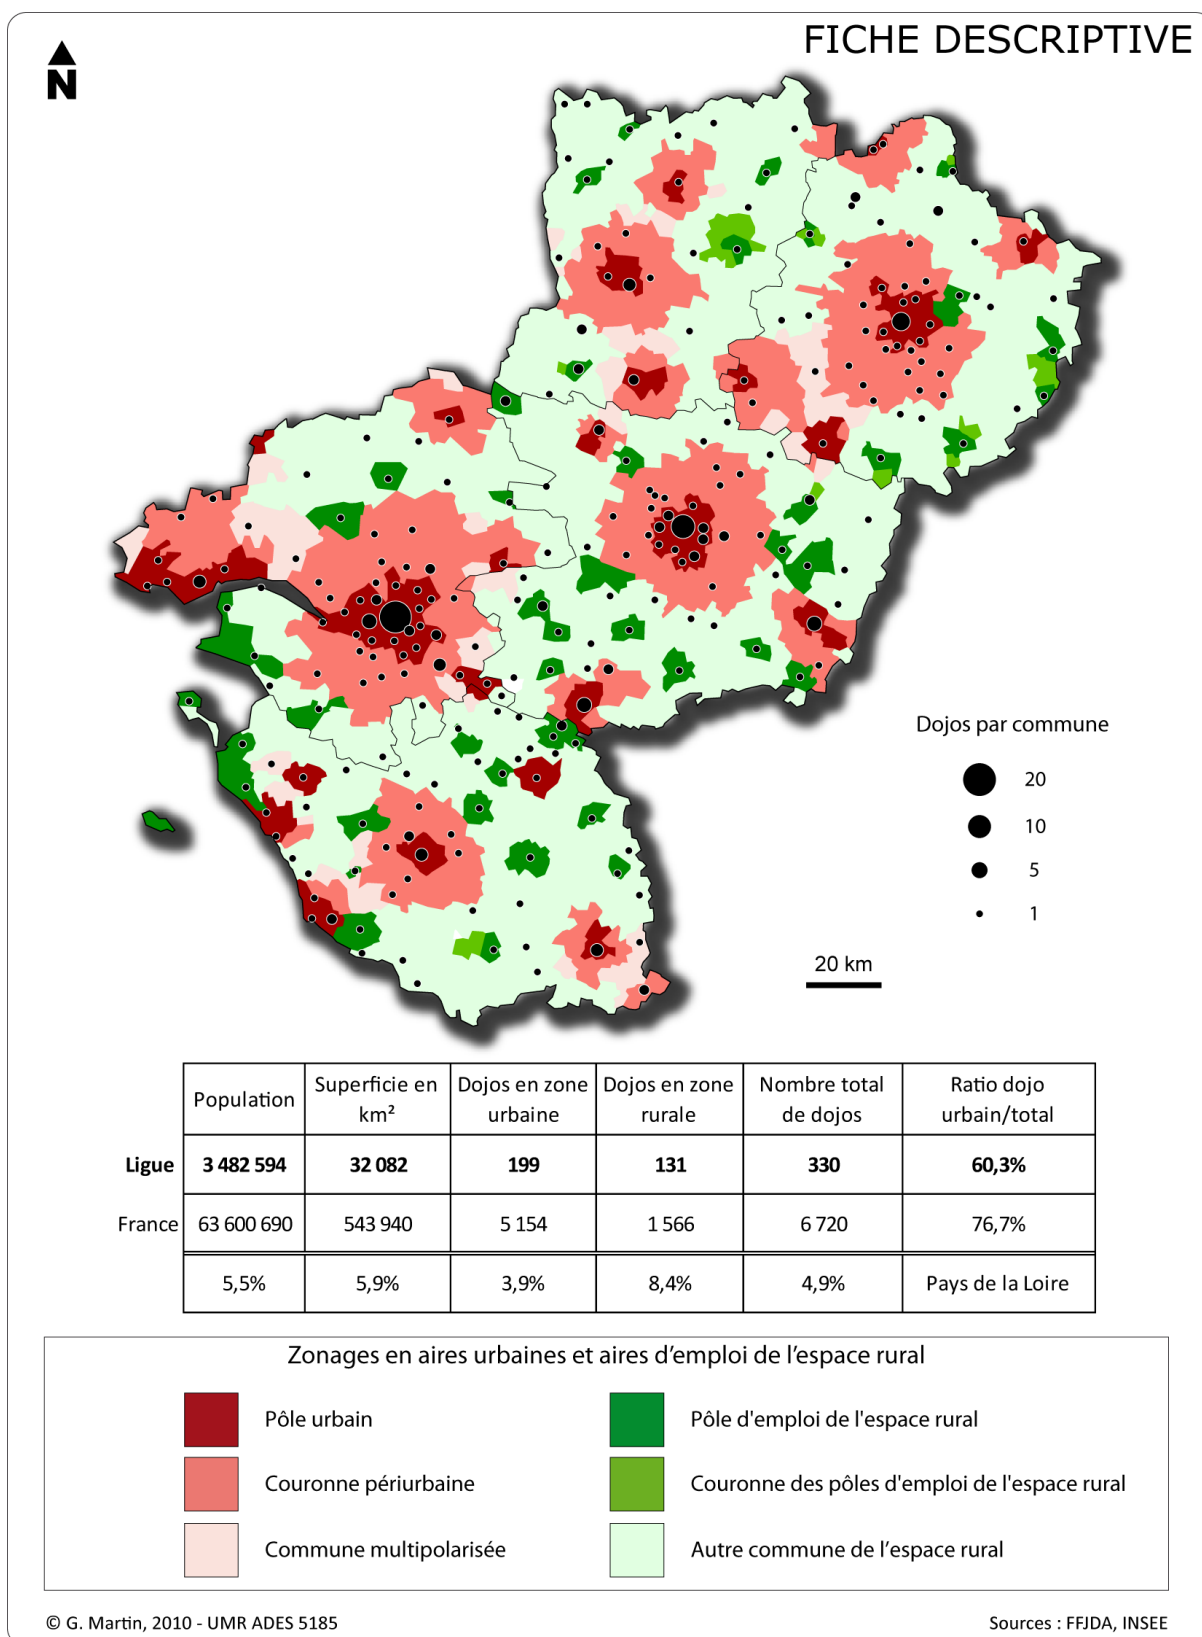 FICHE DESCRIPTIVE
N
Dojos par commune
20
10
5
1
20 km
Population
Superficie en
km²
Dojos en zone
urbaine
Dojos en zone
rurale
Nombre total
de dojos
Ratio dojo
urbain/total
Ligue 3 482 594 32 082 199 131 330 60,3%
France 63 600 690 543 940 5 154 1 566 6 720 76,7%
5,5% 5,9% 3,9% 8,4% 4,9% Pays de la Loire
Zonages en aires urbaines et aires d’emploi de l’espace rural
Pôle urbain
Couronne périurbaine
Commune multipolarisée
Pôle d'emploi de l'espace rural
Couronne des pôles d'emploi de l'espace rural
Autre commune de l’espace rural
© G. Martin, 2010 - UMR ADES 5185
Sources : FFJDA, INSEE